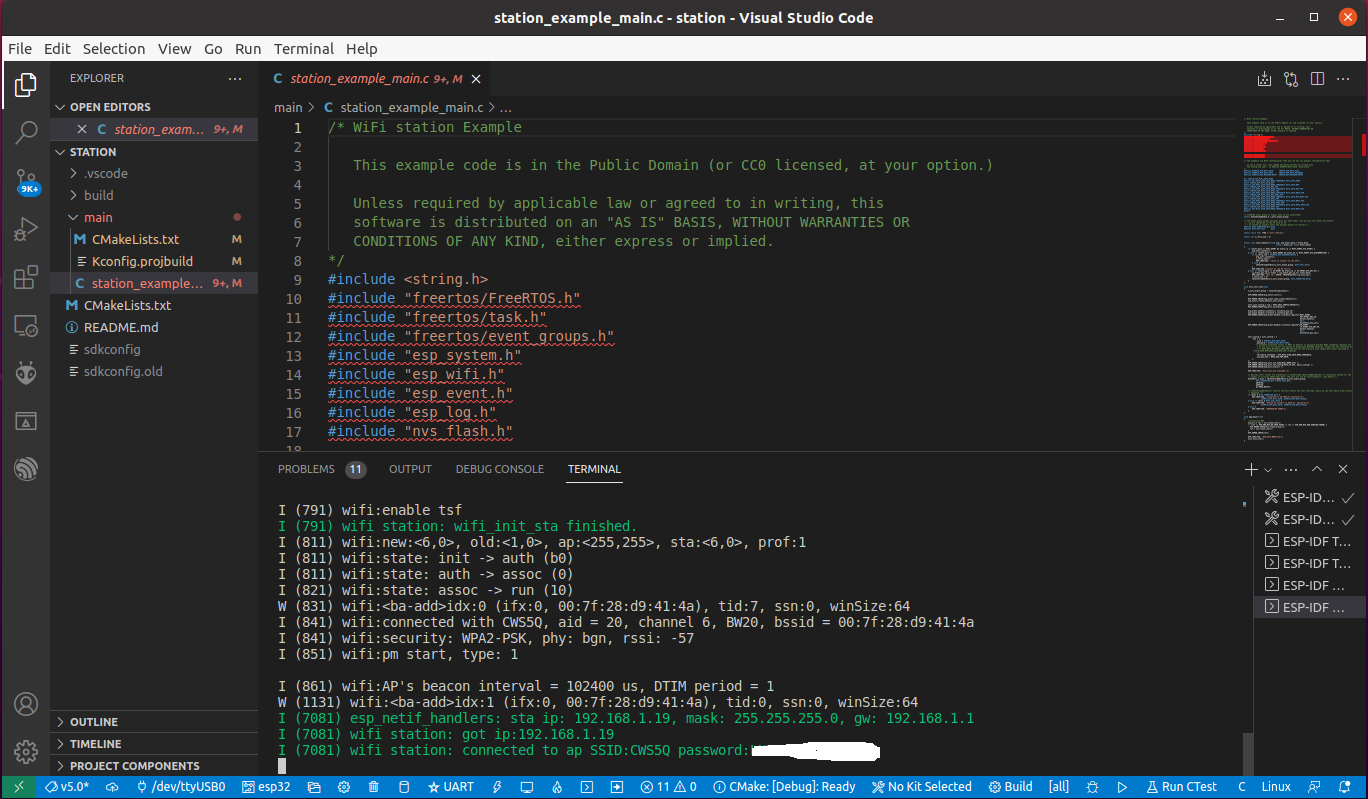 station_example_main.c - station - Visual Studio Code
File Edit Selection View Go Run Terminal Help
EXPLORER
OPEN EDITORS
C station_exam... 9+, M
STATION
.vscode
build
main
CMakeLists.txt M
Kconfig.projbuild M
C station_example... 9+, M
CMakeLists.txt
README.md
sdkconfig
sdkconfig.old
9K+
OUTLINE
TIMELINE
PROJECT COMPONENTS
C station_example_main.c 9+, M
main > C station_example_main.c > ...
1 /* WiFi station Example
2
3 This example code is in the Public Domain (or CC0 licensed, at your option.)
4
5 Unless required by applicable law or agreed to in writing, this
6 software is distributed on an "AS IS" BASIS, WITHOUT WARRANTIES OR
7 CONDITIONS OF ANY KIND, either express or implied.
8 */
9 #include <string.h>
10 #include "freertos/FreeRTOS.h"
11 #include "freertos/task.h"
12 #include "freertos/event_groups.h"
13 #include "esp_system.h"
14 #include "esp_wifi.h"
15 #include "esp_event.h"
16 #include "esp_log.h"
17 #include "nvs_flash.h"
18
PROBLEMS 11 OUTPUT DEBUG CONSOLE TERMINAL
I (791) wifi:enable tsf
I (791) wifi station: wifi_init_sta finished.
I (811) wifi:new:<6,0>, old:<1,0>, ap:<255,255>, sta:<6,0>, prof:1
I (811) wifi:state: init -> auth (b0)
I (811) wifi:state: auth -> assoc (0)
I (821) wifi:state: assoc -> run (10)
W (831) wifi:<ba-add>idx:0 (ifx:0, 00:7f:28:d9:41:4a), tid:7, ssn:0, winSize:64
I (841) wifi:connected with CWS5Q, aid = 20, channel 6, BW20, bssid = 00:7f:28:d9:41:4a
I (841) wifi:security: WPA2-PSK, phy: bgn, rssi: -57
I (851) wifi:pm start, type: 1
I (861) wifi:AP's beacon interval = 102400 us, DTIM period = 1
W (1131) wifi:<ba-add>idx:1 (ifx:0, 00:7f:28:d9:41:4a), tid:0, ssn:0, winSize:64
I (7081) esp_netif_handlers: sta ip: 192.168.1.19, mask: 255.255.255.0, gw: 192.168.1.1
I (7081) wifi station: got ip:192.168.1.19
I (7081) wifi station: connected to ap SSID:CWS5Q password:
ESP-ID...
ESP-ID...
ESP-IDF T...
ESP-IDF T...
ESP-IDF ...
ESP-IDF ...
v5.0* /dev/ttyUSB0 esp32 UART 11 0 CMake: [Debug]: Ready No Kit Selected Build [all] Run CTest C Linux